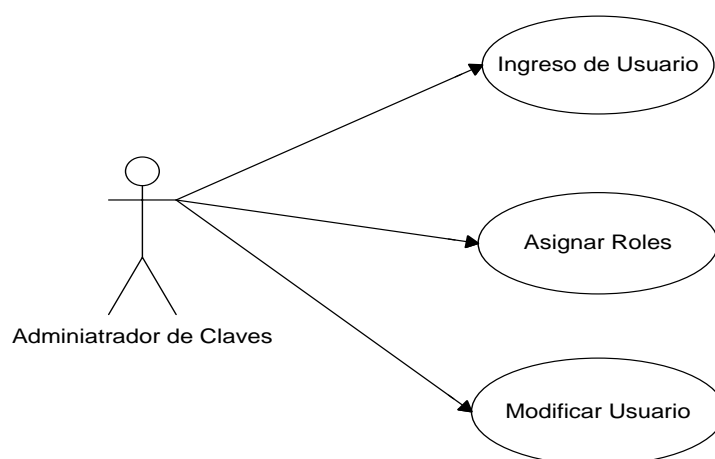 Ingreso de Usuario
Asignar Roles
Adminiatrador de Claves
Modificar Usuario